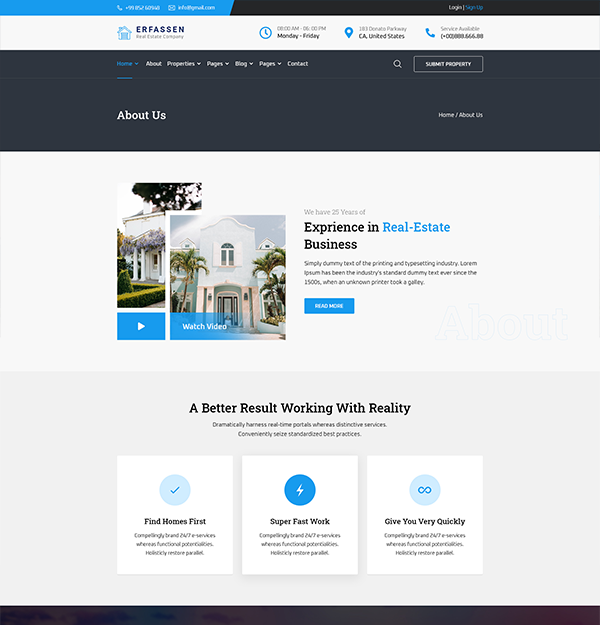 +99 852 60948 info@gmail.com Login | Sign Up
ERFASSEN
Real Estate Company
08:00 AM - 06: 00 PM
Monday - Friday
183 Donato Parkway
CA, United States
Service Available
(+00)888.666.88
Home About Properties Pages Blog Pages Contact SUBMIT PROPERTY
About Us
Home / About Us
We have 25 Years of
Exprience in Real-Estate
Business
Simply dummy text of the printing and typesetting industry. Lorem
Ipsum has been the industry's standard dummy text ever since the
1500s, when an unknown printer took a galley.
READ MORE
Watch Video
About
A Better Result Working With Reality
Dramatically harness real-time portals whereas distinctive services.
Conveniently seize standardized best practices.
Find Homes First
Compellingly brand 24/7 e-services
whereas functional potentialities.
Holisticly restore parallel.
Super Fast Work
Compellingly brand 24/7 e-services
whereas functional potentialities.
Holisticly restore parallel.
Give You Very Quickly
Compellingly brand 24/7 e-services
whereas functional potentialities.
Holisticly restore parallel.